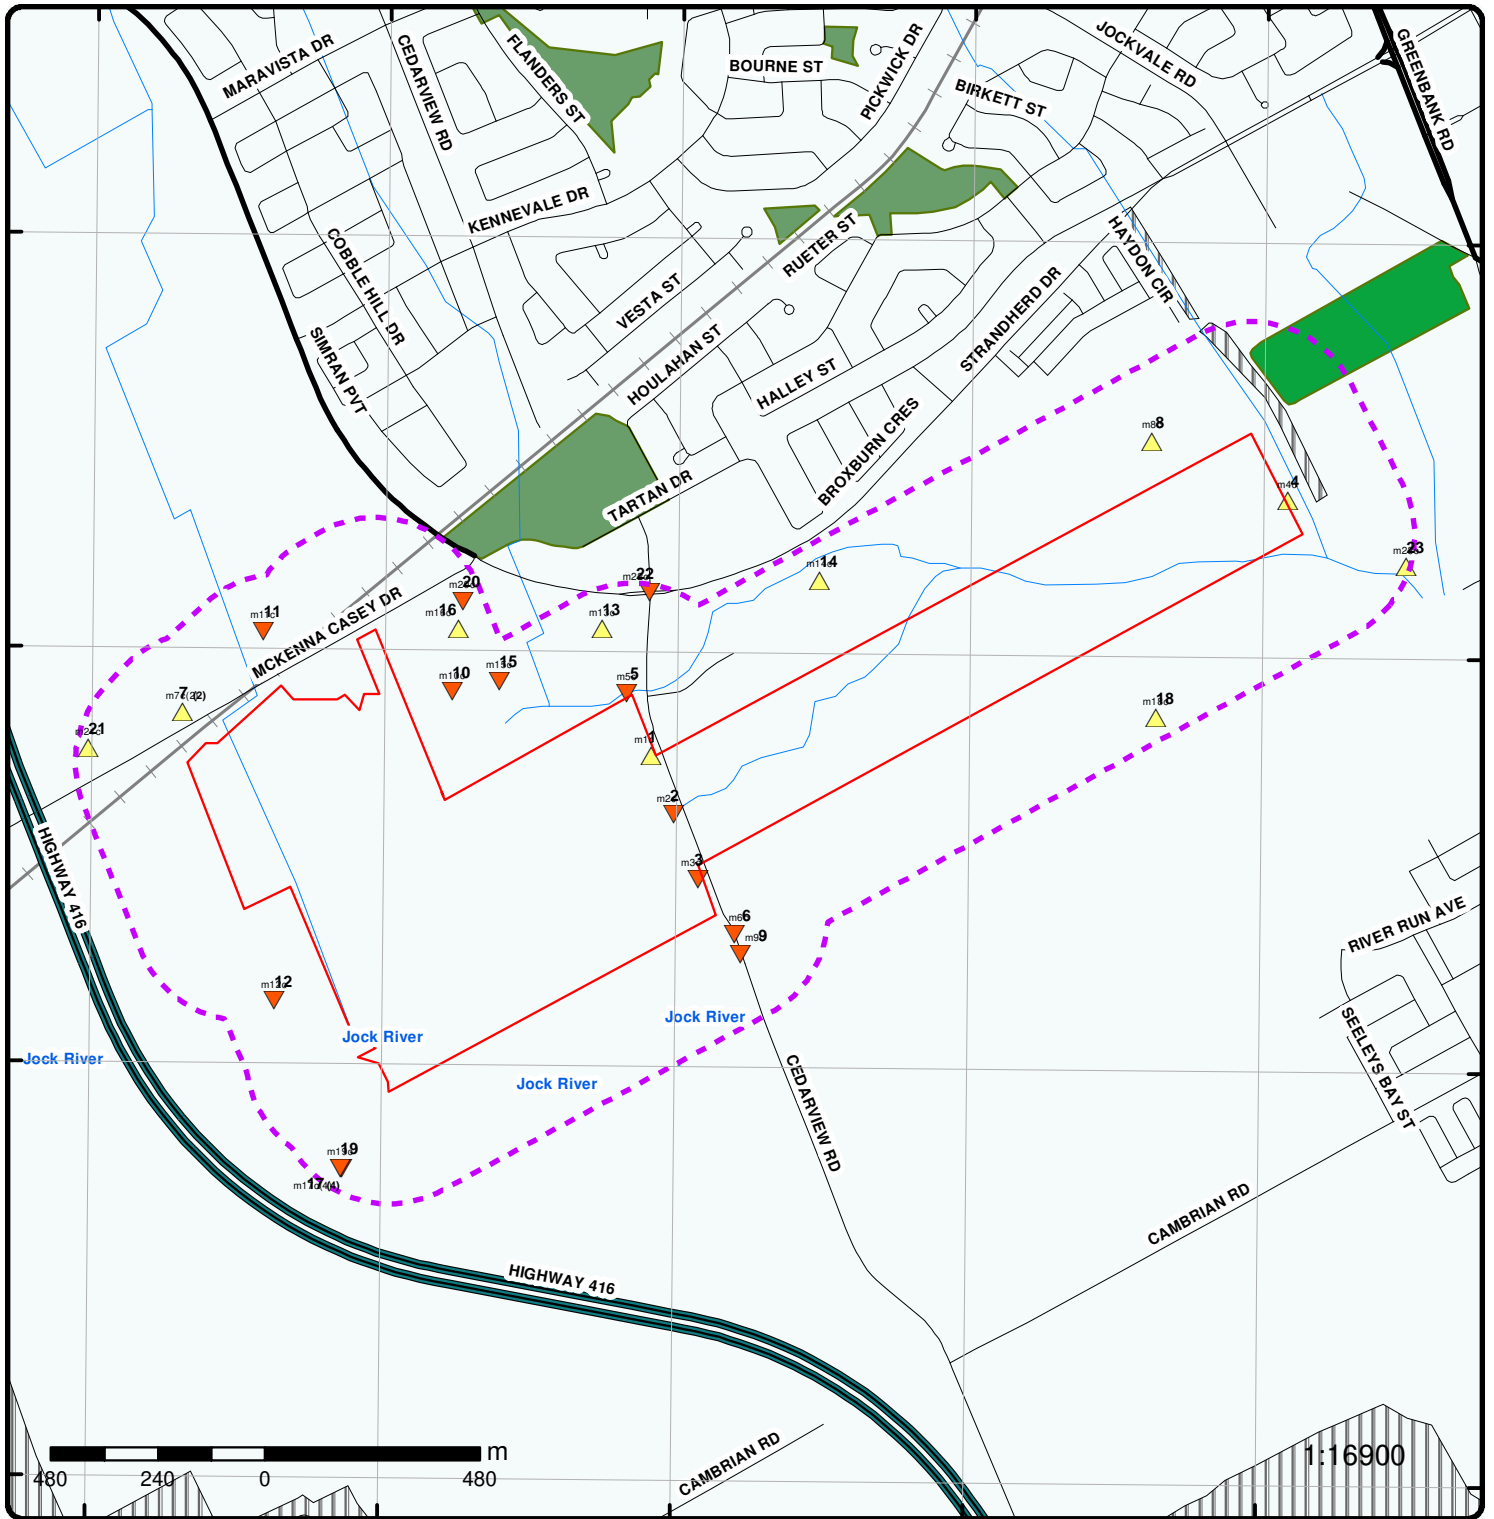 MARAVISTA DR
CEDARVIEW RD
FLANDERS ST
BOURNE ST
PICKWICK DR
JOCKVALE RD
BIRKETT ST
GREENBANK RD
KENNEVALE DR
COBBLE HILL DR
RUETER ST
HAYDON CIR
VESTA ST
SIMRAN PVT
HOULAHAN ST
STRANDHERD DR
HALLEY ST
BROXBURN CRES
TARTAN DR
8
4
23
22
14
20
16
13
11
MCKENNA CASEY DR
10
15
5
7
m7c(2)
21
18
1
2
3
6
9
12
HIGHWAY 416
RIVER RUN AVE
SEELEYS BAY ST
Jock River
Jock River
Jock River
Jock River
CEDARVIEW RD
19
17(4)
CAMBRIAN RD
HIGHWAY 416
CAMBRIAN RD
m
480 240 0 480
1:16900